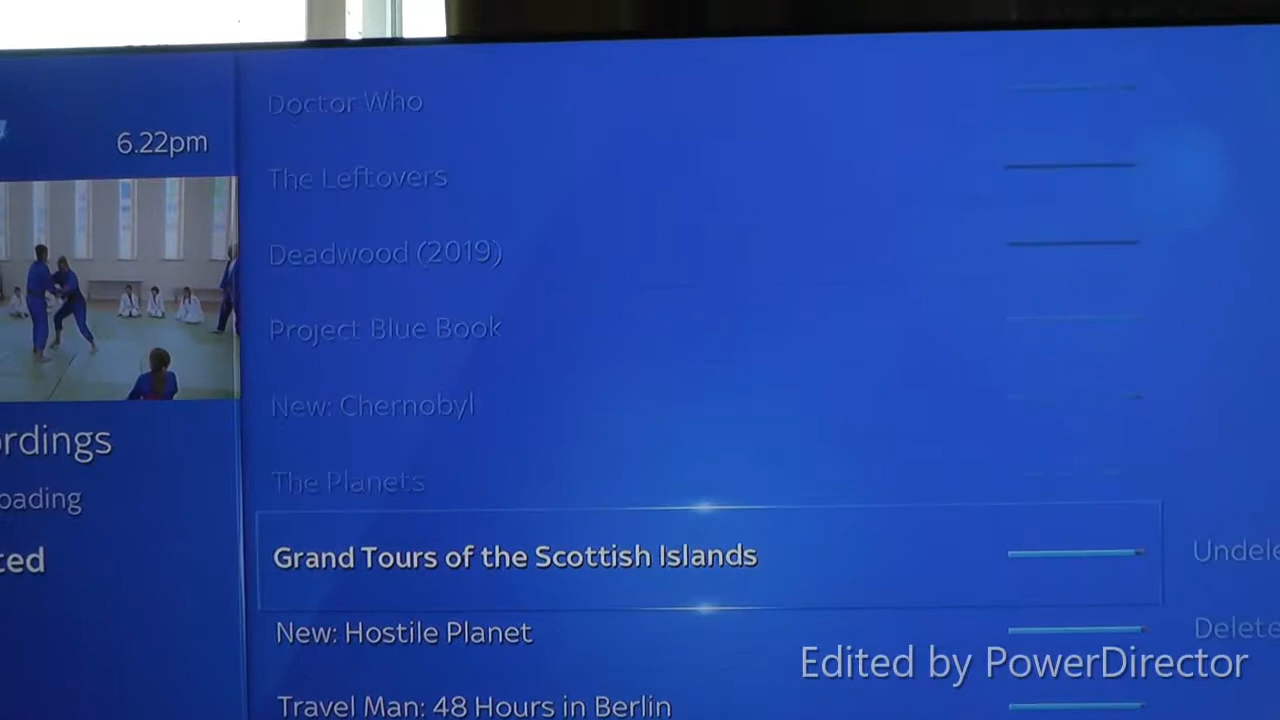 6.22pm
ordings
oading
ted
Doctor Who
The Leftovers
Deadwood (2019)
Project Blue Book
New: Chernobyl
The Planets
Grand Tours of the Scottish Islands
New: Hostile Planet
Travel Man: 48 Hours in Berlin
Undele
Delete
Edited by PowerDirector